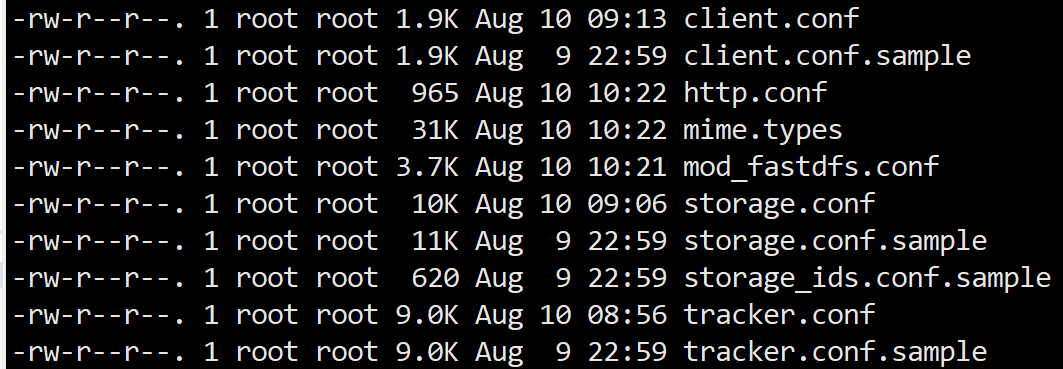 -rw-r--r--. 1 root root 1.9K Aug 10 09:13 client.conf
-rw-r--r--. 1 root root 1.9K Aug  9 22:59 client.conf.sample
-rw-r--r--. 1 root root  965 Aug 10 10:22 http.conf
-rw-r--r--. 1 root root  31K Aug 10 10:22 mime.types
-rw-r--r--. 1 root root 3.7K Aug 10 10:21 mod_fastdfs.conf
-rw-r--r--. 1 root root  10K Aug 10 09:06 storage.conf
-rw-r--r--. 1 root root  11K Aug  9 22:59 storage.conf.sample
-rw-r--r--. 1 root root  620 Aug  9 22:59 storage_ids.conf.sample
-rw-r--r--. 1 root root 9.0K Aug 10 08:56 tracker.conf
-rw-r--r--. 1 root root 9.0K Aug  9 22:59 tracker.conf.sample